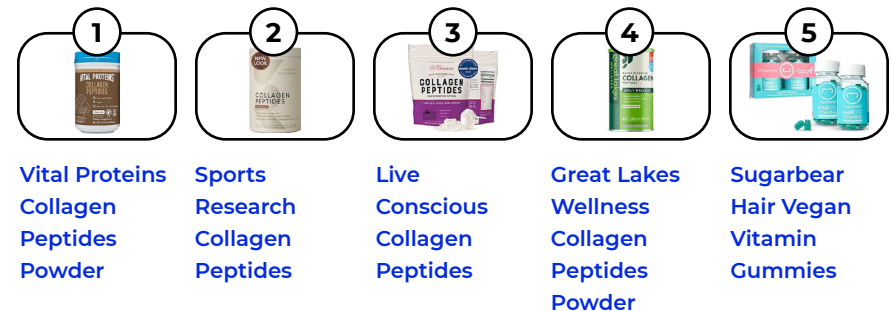 1
2
3
4
5
VITAL PROTEINS
COLLAGEN
PEPTIDES
NEW
LOOK
COLLAGEN
PEPTIDES
COLLAGEN
PEPTIDES
COLLAGEN
Vital Proteins
Collagen
Peptides
Powder
Sports
Research
Collagen
Peptides
Live
Conscious
Collagen
Peptides
Great Lakes
Wellness
Collagen
Peptides
Powder
Sugarbear
Hair Vegan
Vitamin
Gummies